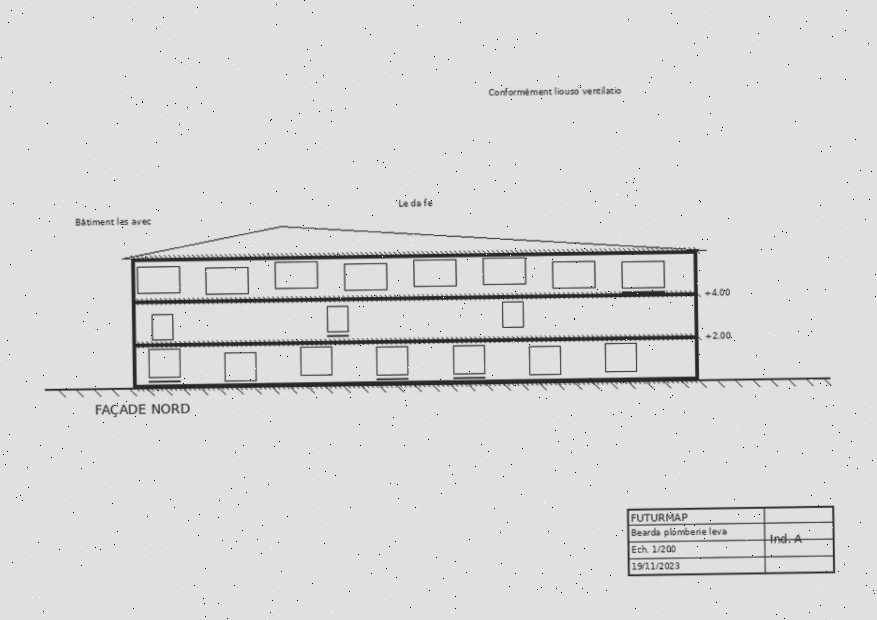 Conformément liouso ventilatio
Le da fé
Bâtiment les avec
+4.00
+2.00
FAÇADE NORD
FUTURMAP
Bearda plomberie leva
Ind. A
Ech. 1/200
19/11/2023